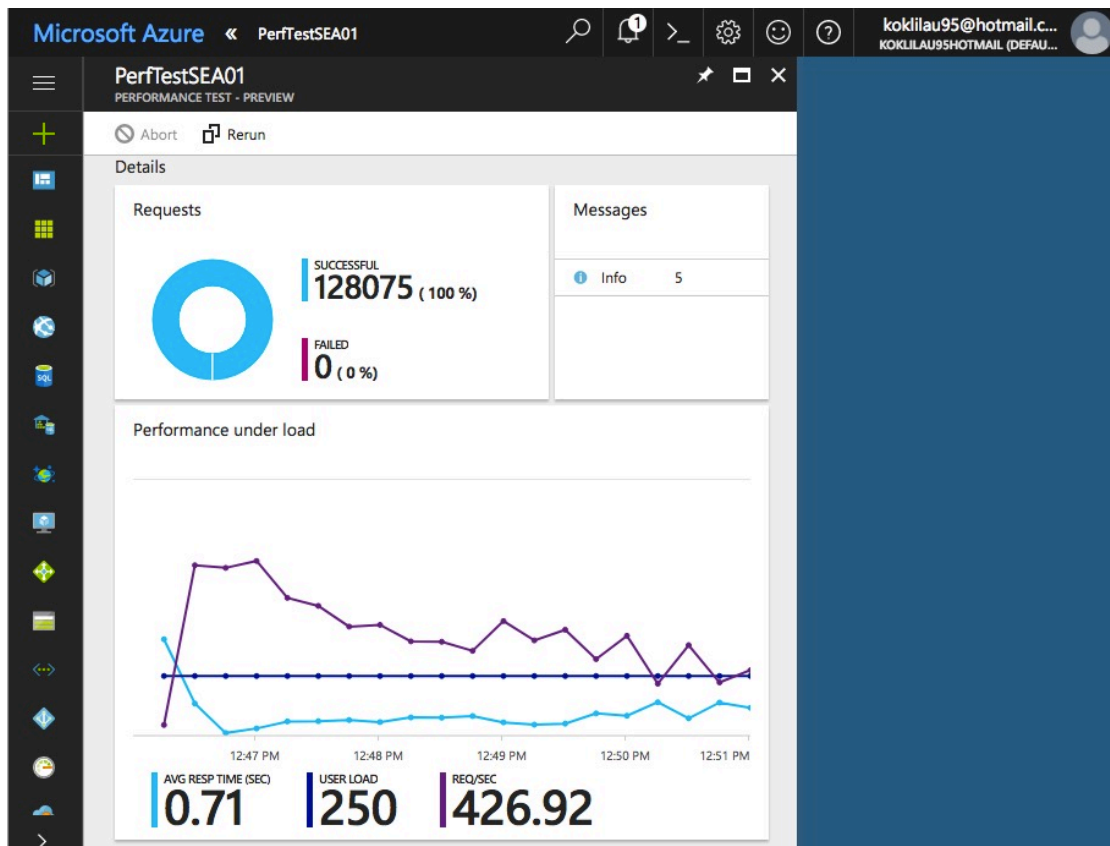 Microsoft Azure « PerfTestSEA01
1
koklilau95@hotmail.c...
KOKLILAU95HOTMAIL (DEFAU...
PerfTestSEA01
PERFORMANCE TEST - PREVIEW
Abort Rerun
Details
Requests
SUCCESSFUL
128075 ( 100 %)
FAILED
0 ( 0 %)
Messages
Info 5
Performance under load
12:47 PM 12:48 PM 12:49 PM 12:50 PM 12:51 PM
AVG RESP TIME (SEC) USER LOAD REQ/SEC
0.71 250 426.92
SQL